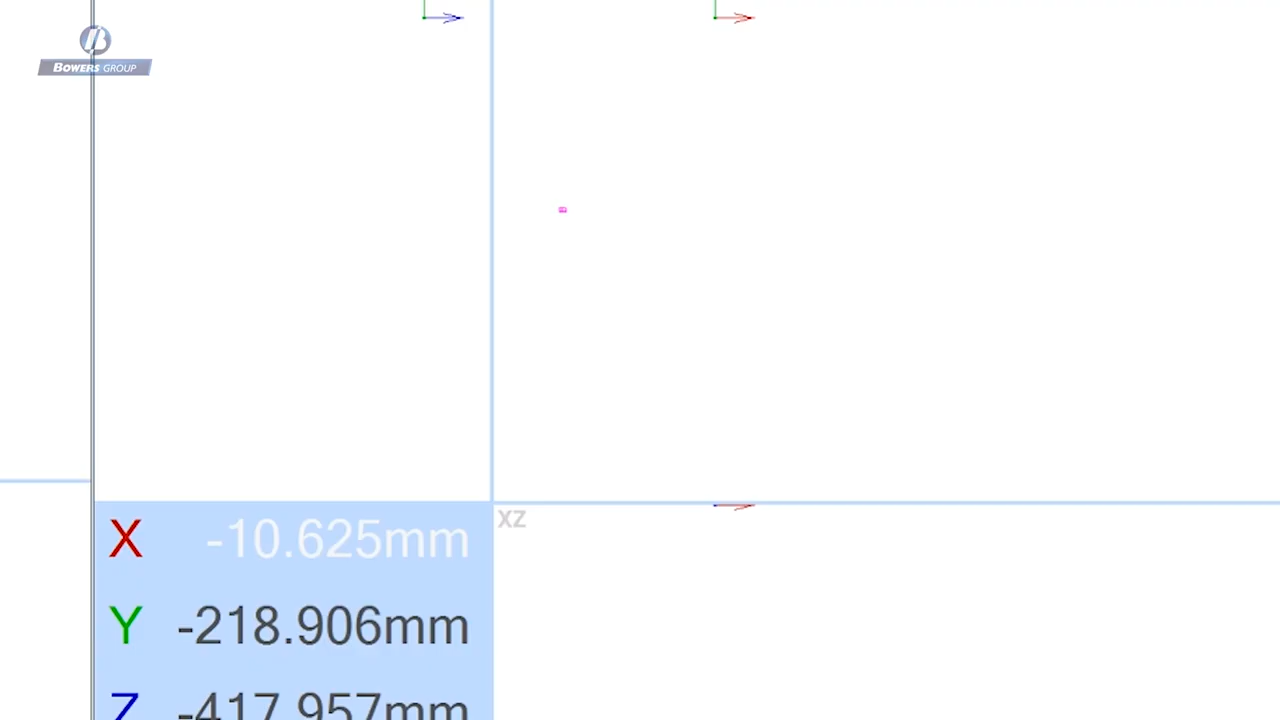 B
BOWERS GROUP
XZ
X -10.625mm
Y -218.906mm
Z -417.957mm